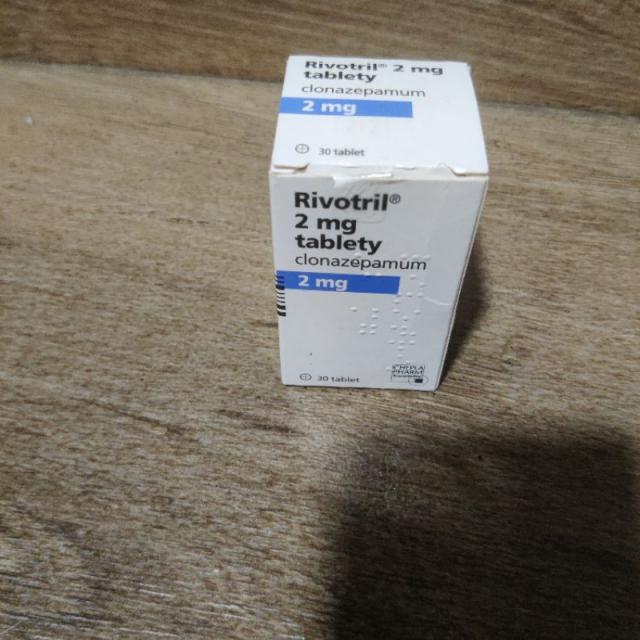 Rivotril® 2 mg
tablety
clonazepamum
2 mg
30 tablet
Rivotril®
2 mg
tablety
clonazepamum
2 mg
30 tablet